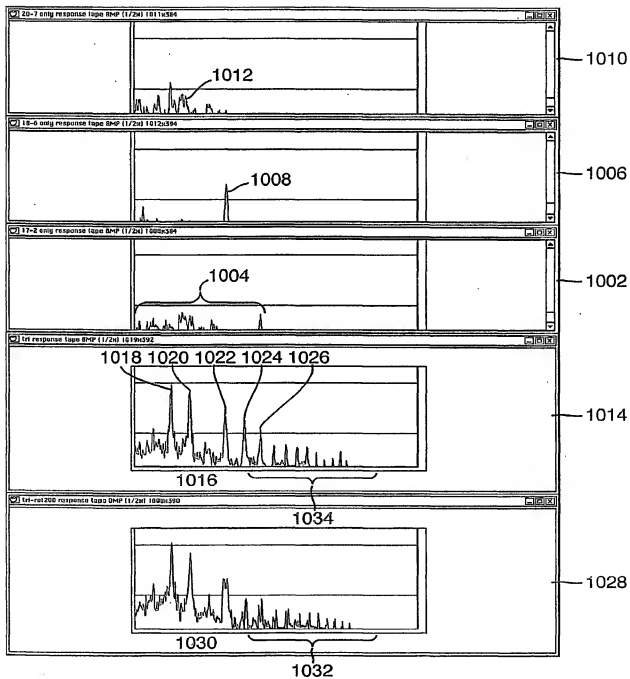 20-7 only response tape BMP (1/2x) 1011x384
1010
1012
18-6 only response tape BMP (1/2x) 1012x384
1006
1008
17-2 only response tape BMP (1/2x) 1008x384
1004
1002
tri response tape BMP (1/2x) 1019x392
1018 1020 1022 1024 1026
1014
1016
1034
tri-rot200 response tape BMP (1/2x)
1028
1030
1032